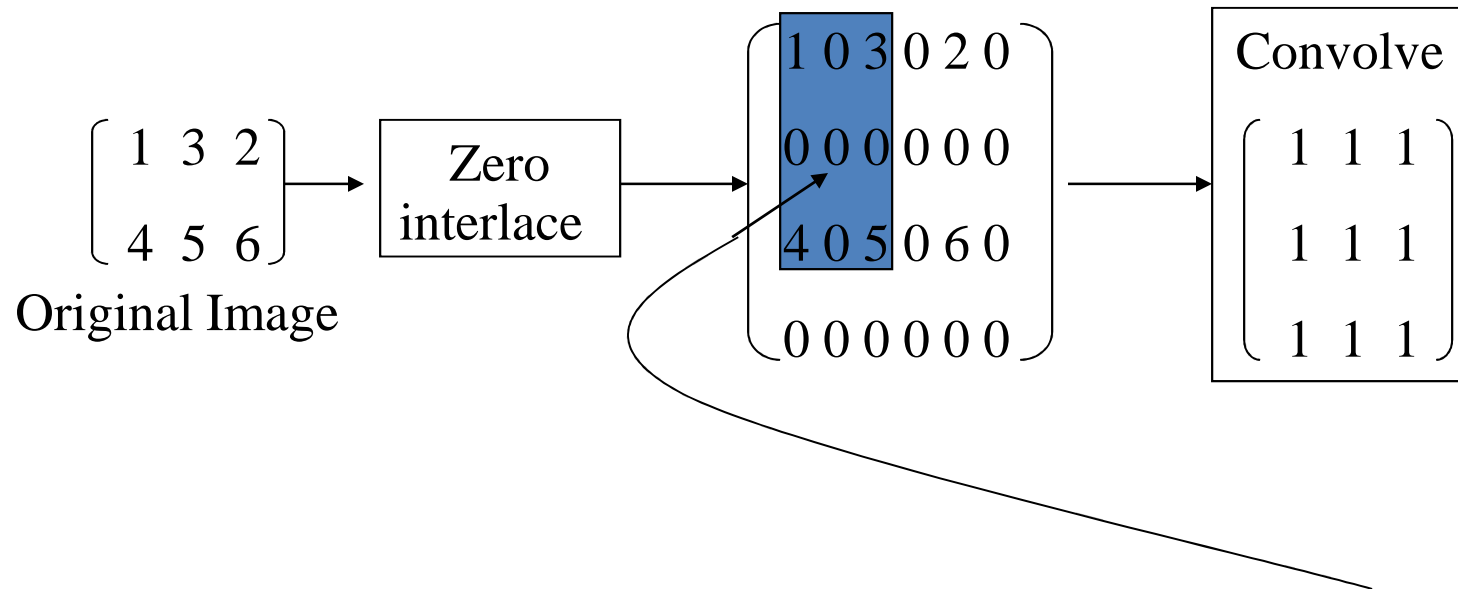 1 3 2
4 5 6
Original Image
Zero
interlace
1 0 3 0 2 0
0 0 0 0 0 0
4 0 5 0 6 0
0 0 0 0 0 0
Convolve
1 1 1
1 1 1
1 1 1